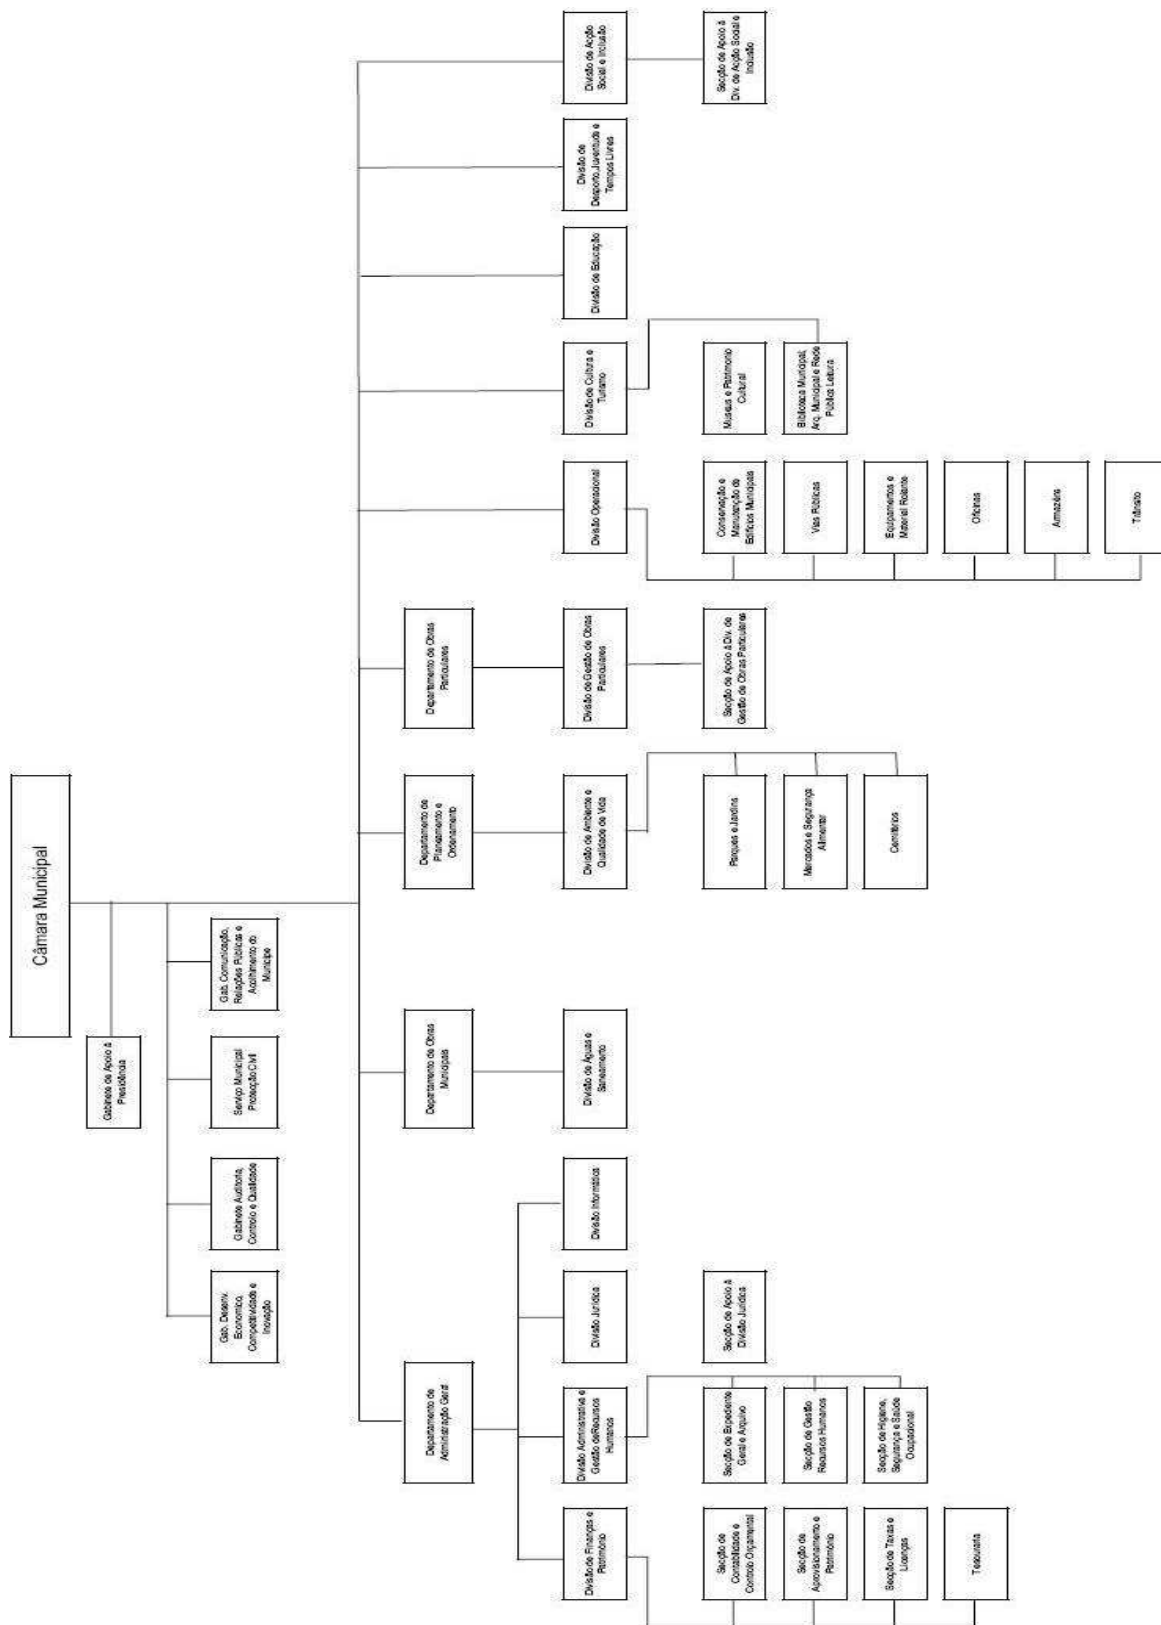 Câmara Municipal
Gabinete de Apoio à
Presidência
Gab. Desenv.
Economico,
Competitividade e
Inovação
Gabinete Auditoria,
Controlo e Qualidade
Serviço Municipal
Protecção Civil
Gab. Comunicação,
Relações Públicas e
Acolhimento do
Munícipe
Departamento de
Administração Geral
Departamento de Obras
Municipais
Departamento de
Planeamento e
Ordenamento
Departamento de Obras
Particulares
Divisão de Finanças e
Património
Divisão Administrativa e
Gestão de Recursos
Humanos
Divisão Jurídica
Divisão Informática
Divisão de Águas e
Saneamento
Divisão de Ambiente e
Qualidade de Vida
Divisão de Gestão de Obras
Particulares
Divisão Operacional
Divisão de Cultura e
Turismo
Divisão de Educação
Divisão de
Desporto, Juventude e
Tempos Livres
Divisão de Acção
Social e Inclusão
Secção de
Contabilidade e
Controlo Orçamental
Secção de Expediente
Geral e Arquivo
Secção de Apoio à
Divisão Jurídica
Parques e Jardins
Secção de Apoio à Div. de
Gestão de Obras Particulares
Conservação e
Manutenção de
Edifícios Municipais
Museus e Património
Cultural
Secção de Apoio à
Div. de Acção Social e
Inclusão
Secção de
Aprovisionamento e
Património
Secção de Gestão
Recursos Humanos
Mercados e Segurança
Alimentar
Vias Públicas
Biblioteca Municipal,
Arq. Municipal e Rede
Pública Leitura
Secção de Taxas e
Licenças
Secção de Higiene,
Segurança e Saúde
Ocupacional
Cemitérios
Equipamentos e
Material Rolante
Tesouraria
Oficinas
Armazéns
Trânsito